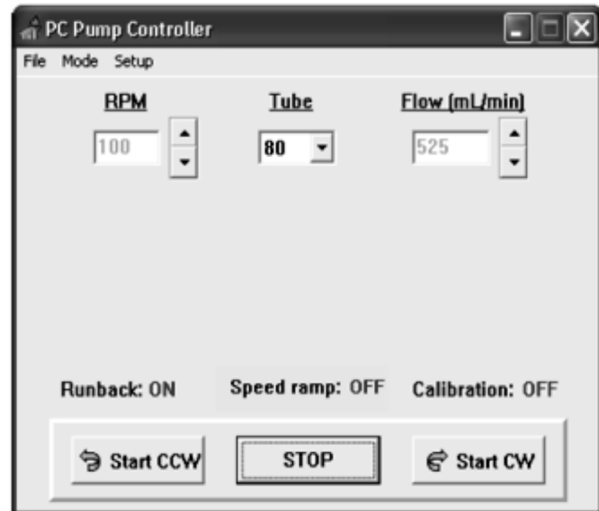 PC Pump Controller
File Mode Setup
RPM Tube Flow (mL/min)
100 80 525
Runback: ON Speed ramp: OFF Calibration: OFF
Start CCW STOP Start CW